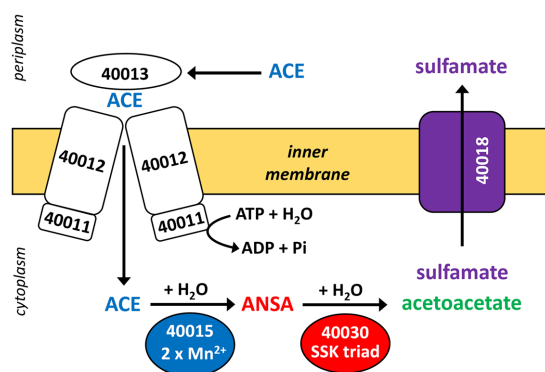 periplasm
40013
ACE
ACE
sulfamate
40012
40012
inner
membrane
40018
40011
40011
ATP + H₂O
ADP + Pi
cytoplasm
sulfamate
ACE
+ H₂O
ANSA
+ H₂O
acetoacetate
40015
2 x Mn²⁺
40030
SSK triad